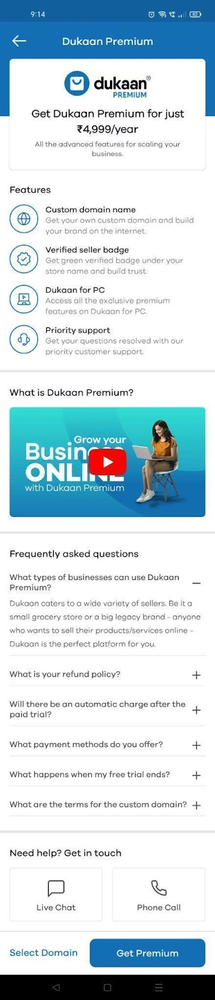 9:14
82
Dukaan Premium
dukaan®
PREMIUM
Get Dukaan Premium for just
₹4,999/year
All the advanced features for scaling your
business.
Features
Custom domain name
Get your own custom domain and build
your brand on the internet.
Verified seller badge
Get green verified badge under your
store name and build trust.
Dukaan for PC
Access all the exclusive premium
features on Dukaan for PC.
Priority support
Get your questions resolved with our
priority customer support.
What is Dukaan Premium?
Grow your
Business
ONLINE
with Dukaan Premium
Frequently asked questions
What types of businesses can use Dukaan
Premium?
Dukaan caters to a wide variety of sellers. Be it a
small grocery store or a big legacy brand - anyone
who wants to sell their products/services online -
Dukaan is the perfect platform for you.
What is your refund policy?
Will there be an automatic charge after the
paid trial?
What payment methods do you offer?
What happens when my free trial ends?
What are the terms for the custom domain?
Need help? Get in touch
Live Chat
Phone Call
Select Domain
Get Premium